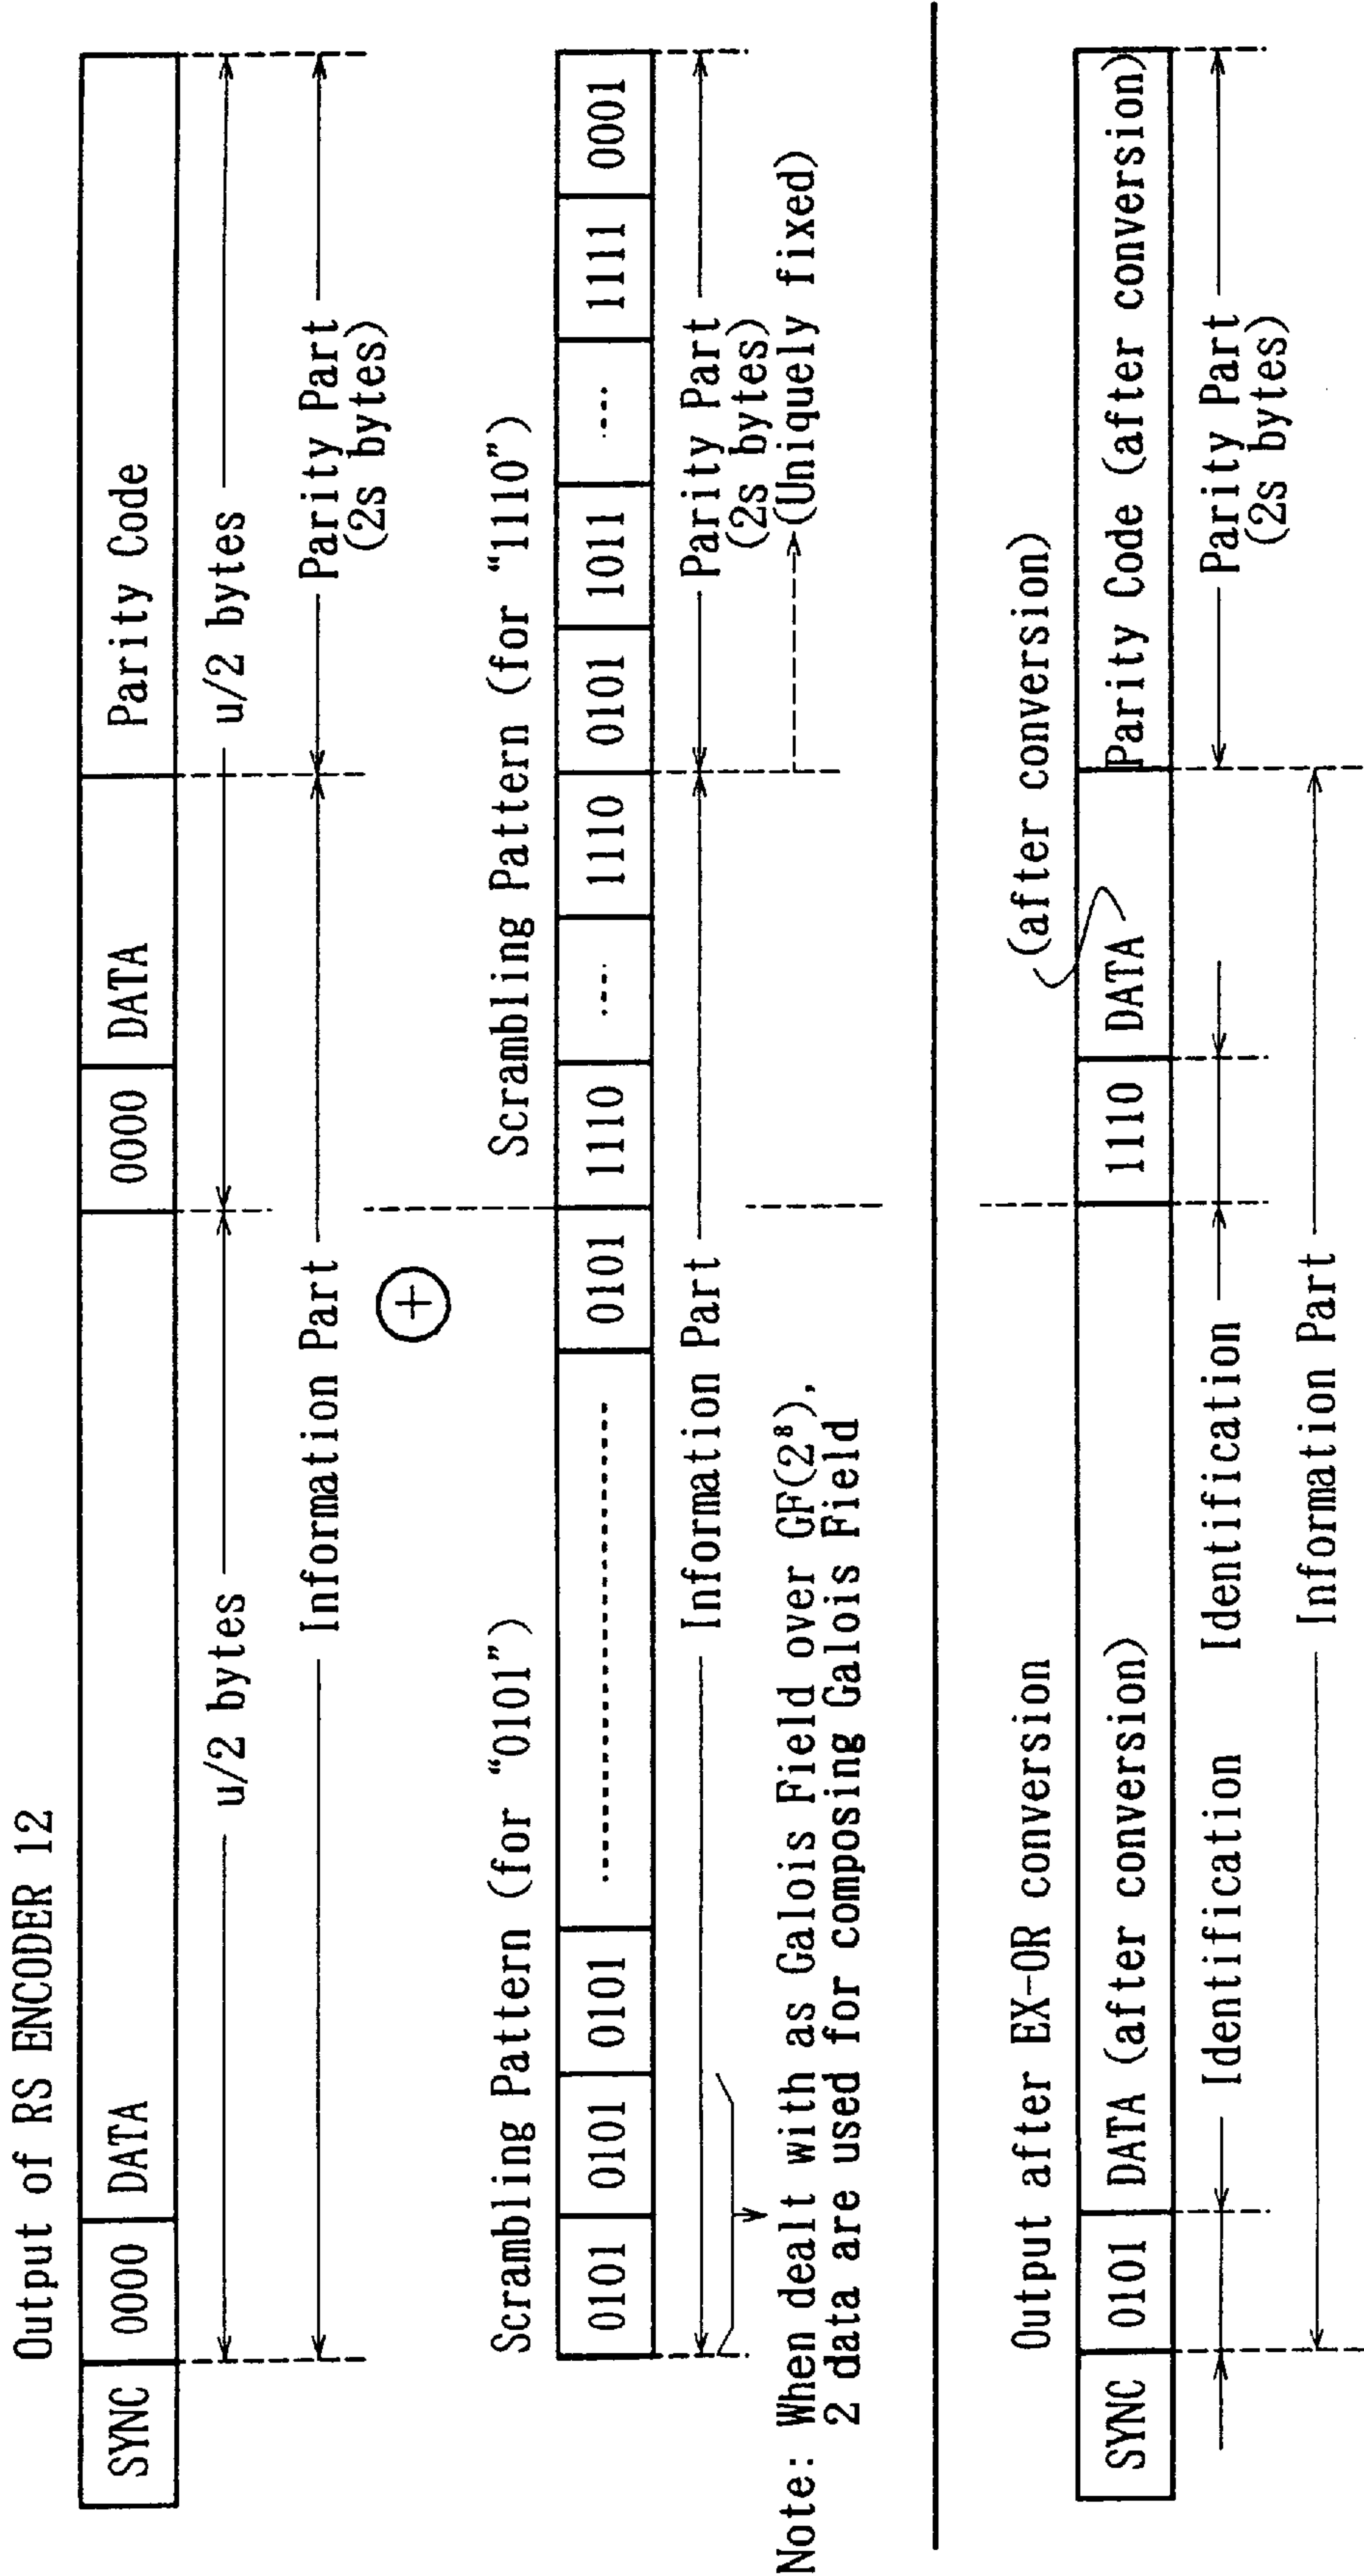 Output of RS ENCODER 12
SYNC 0000 DATA 0000 DATA Parity Code
u/2 bytes u/2 bytes
Information Part Parity Part
(2s bytes)
+
Scrambling Pattern (for “0101”) Scrambling Pattern (for “1110”)
0101 0101 0101 ........ 0101 1110 .... 1110 0101 1011 .... 1111 0001
Information Part Parity Part
(2s bytes)
(Uniquely fixed)
Note: When dealt with as Galois Field over GF(2⁸),
2 data are used for composing Galois Field
Output after EX-OR conversion (after conversion)
SYNC 0101 DATA (after conversion) 1110 DATA Parity Code (after conversion)
Identification Identification Parity Part
(2s bytes)
Information Part